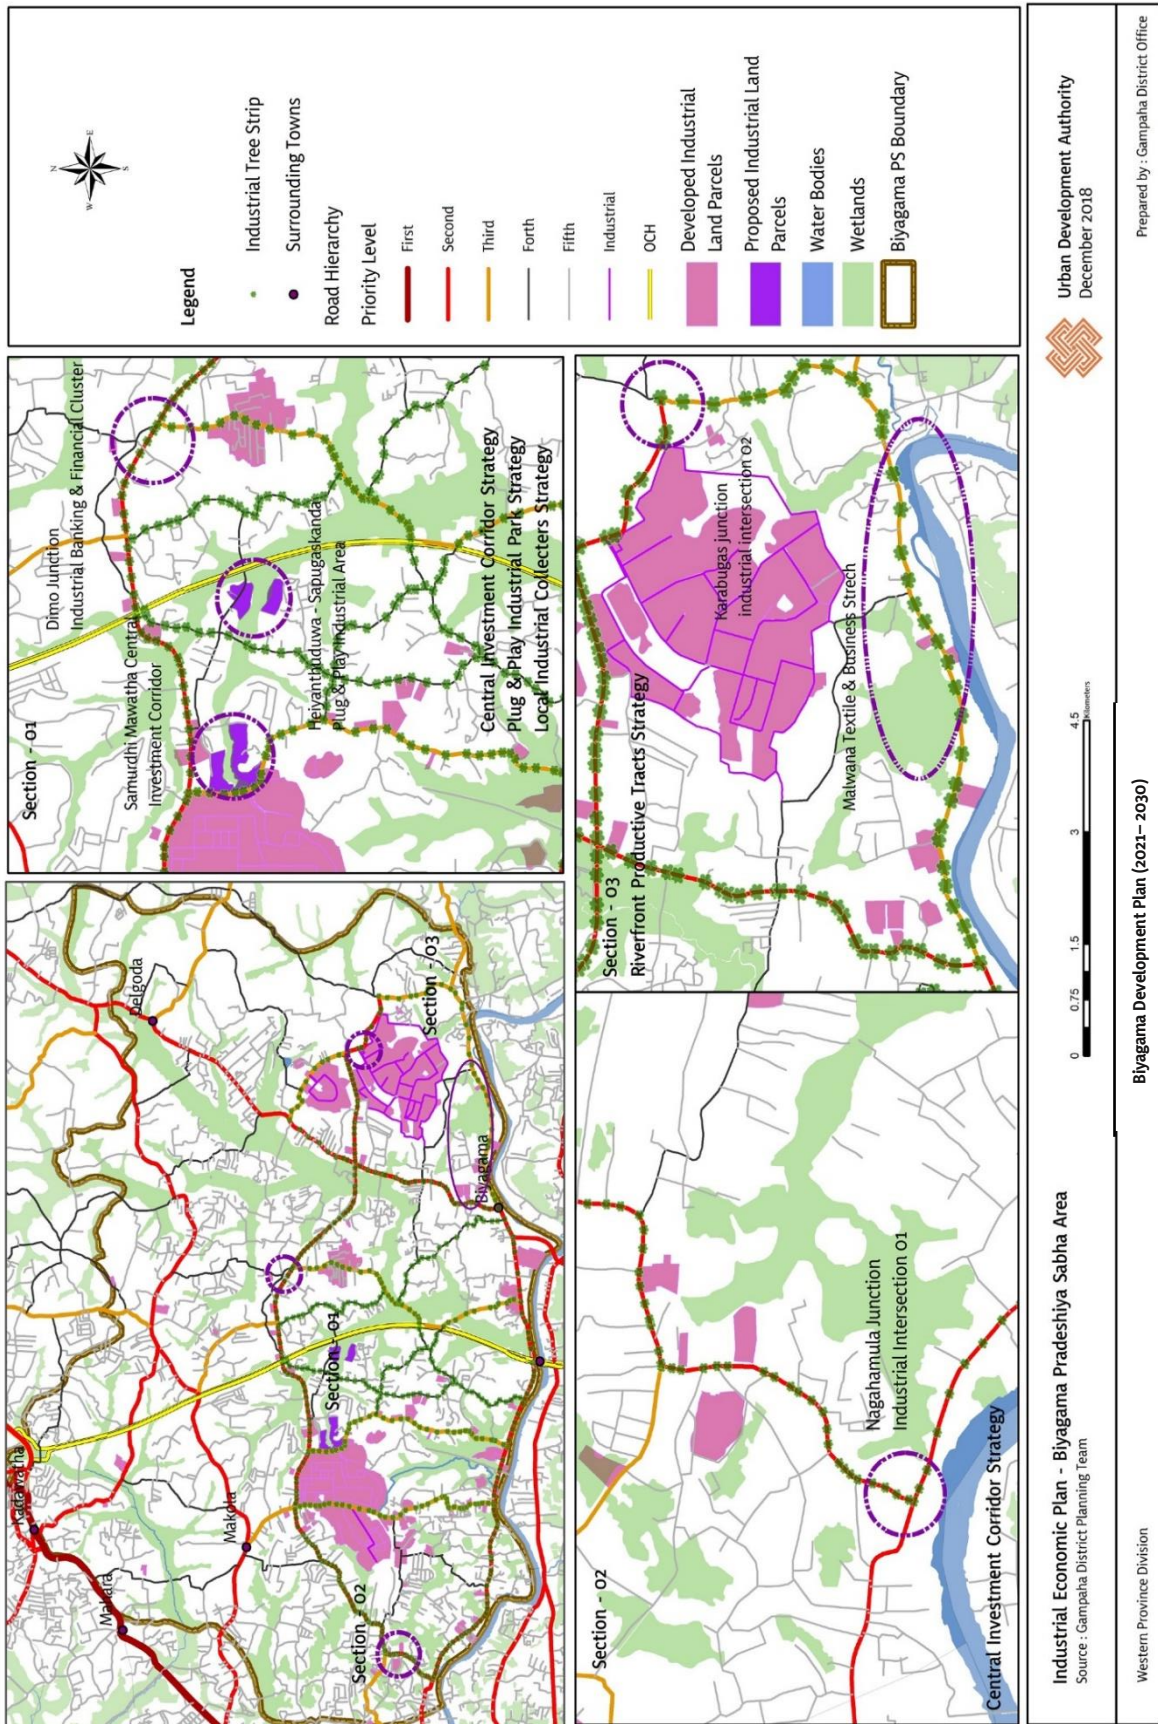 Kadawatha
Mahara
Makola
Delgoda
Biyagama
Section - 01
Section - 02
Section - 03
Section - 01
Dimo Junction
Industrial Banking & Financial Cluster
Samurdhi Mawatha Central
Investment Corridor
Heiyanthuduwa - Sapugaskanda
Plug & Play Industrial Area
Central Investment Corridor Strategy
Plug & Play Industrial Park Strategy
Local Industrial Collecters Strategy
N
W
E
S
Legend
Industrial Tree Strip
Surrounding Towns
Road Hierarchy
Priority Level
First
Second
Third
Forth
Fifth
Industrial
OCH
Developed Industrial
Land Parcels
Proposed Industrial Land
Parcels
Water Bodies
Wetlands
Biyagama PS Boundary
Section - 02
Nagahamula Junction
Industrial Intersection 01
Central Investment Corridor Strategy
Section - 03
Riverfront Productive Tracts Strategy
Karabugas junction
industrial intersection 02
Malwana Textile & Business Strech
Industrial Economic Plan - Biyagama Pradeshiya Sabha Area
Source : Gampaha District Planning Team
0 0.75 1.5 3 4.5
Kilometers
Urban Development Authority
December 2018
Western Province Division
Biyagama Development Plan (2021– 2030)
Prepared by : Gampaha District Office